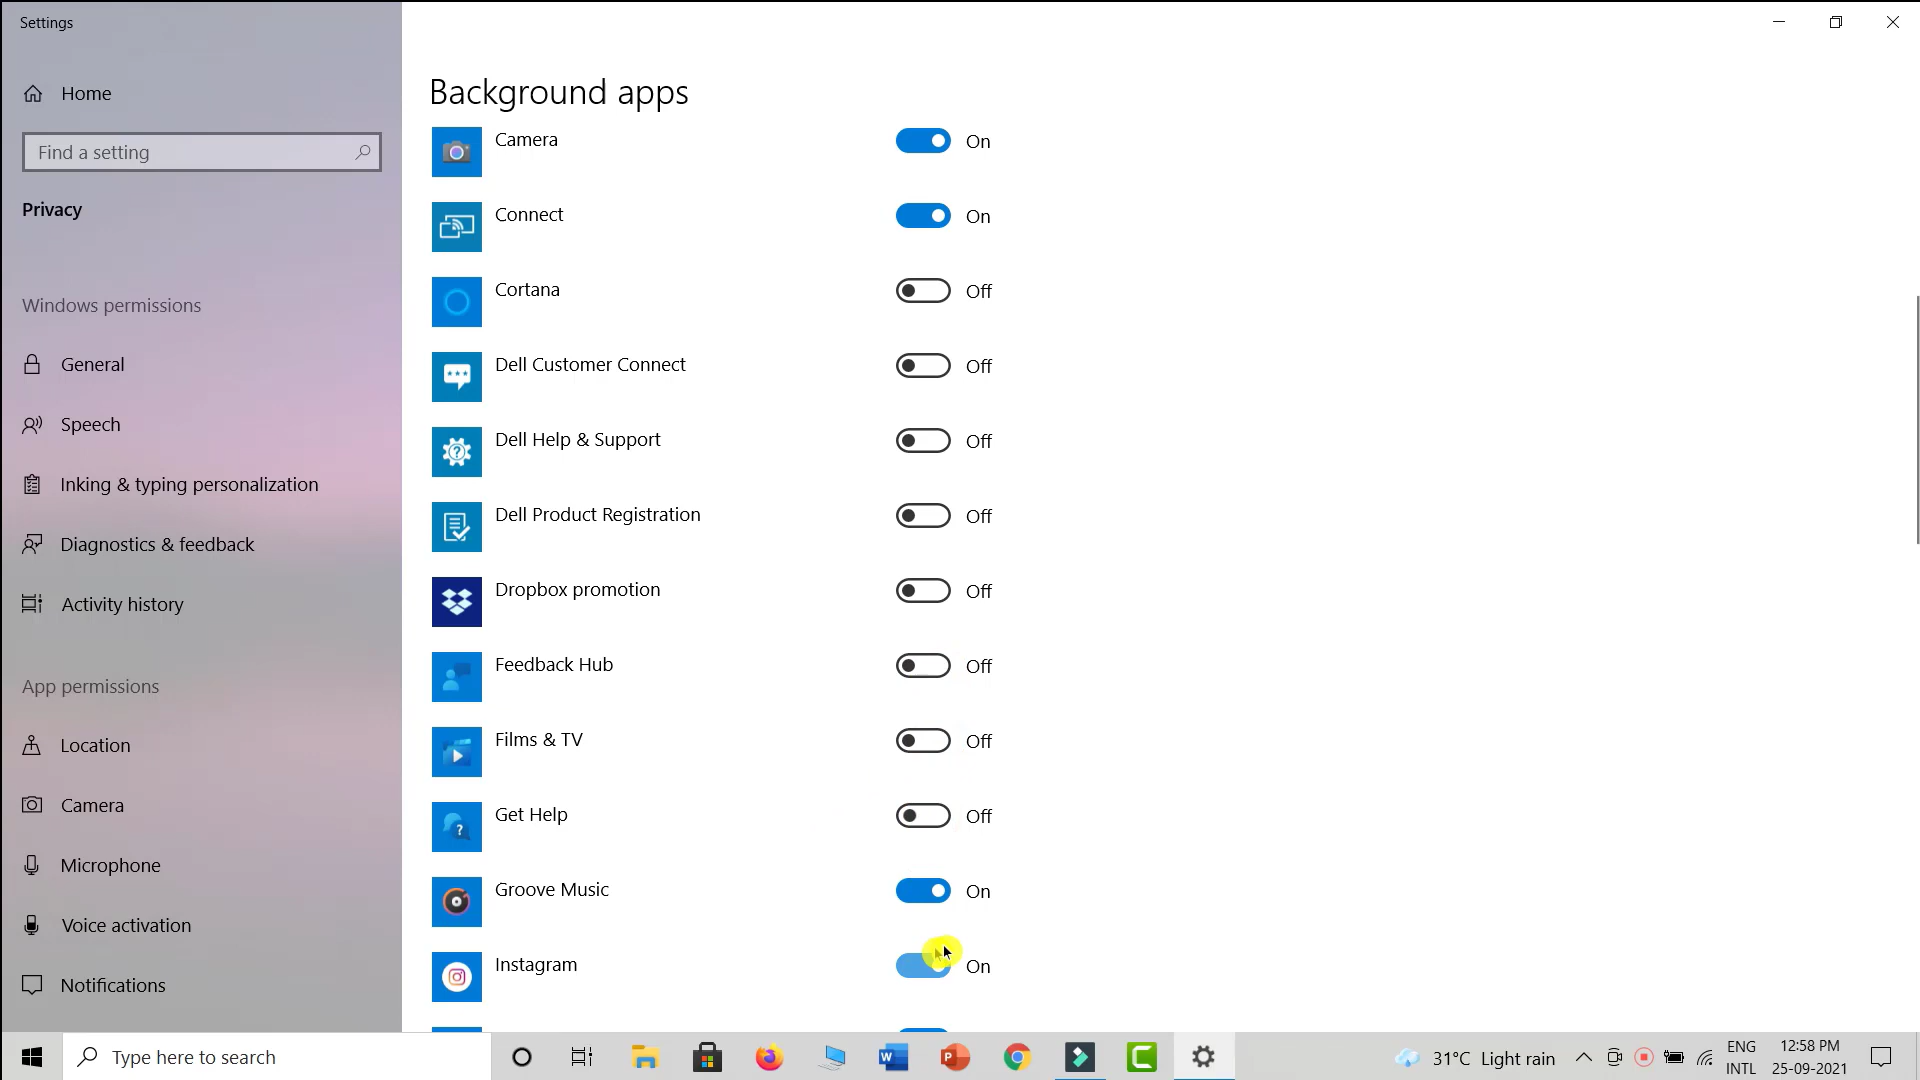 Settings
Home
Find a setting
Privacy
Windows permissions
General
Speech
Inking & typing personalization
Diagnostics & feedback
Activity history
App permissions
Location
Camera
Microphone
Voice activation
Notifications
Background apps
Camera On
Connect On
Cortana Off
Dell Customer Connect Off
Dell Help & Support Off
Dell Product Registration Off
Dropbox promotion Off
Feedback Hub Off
Films & TV Off
Get Help Off
Groove Music On
Instagram On
Type here to search
31°C Light rain
ENG
INTL
12:58 PM
25-09-2021